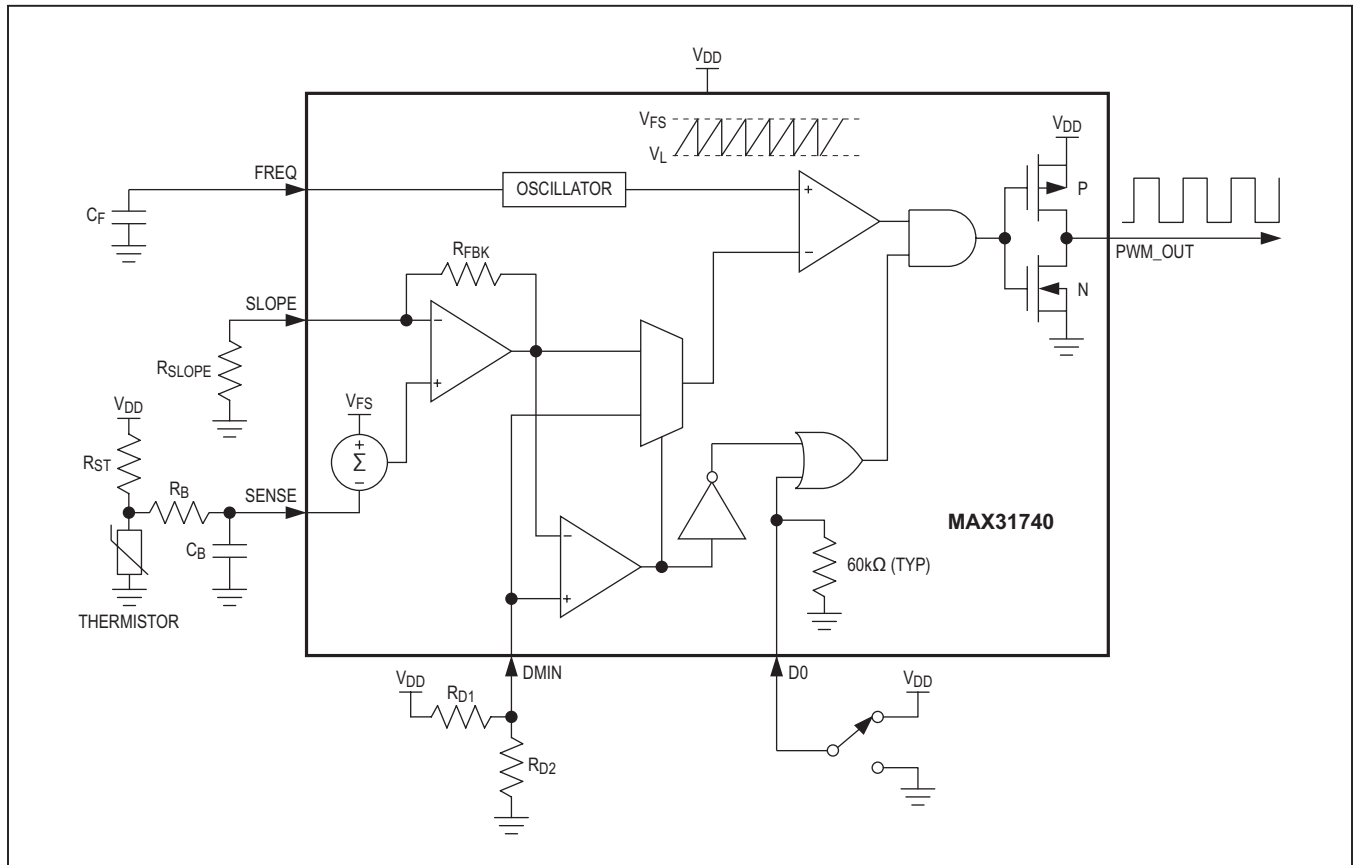 VDD
VFS
VL
VDD
FREQ
OSCILLATOR
+
P
CF
RFBK
−
PWM_OUT
SLOPE
−
N
RSLOPE
+
VDD
VFS
+
RST
Σ
−
RB
SENSE
MAX31740
CB
−
60kΩ (TYP)
+
THERMISTOR
DMIN
D0
VDD
RD1
VDD
RD2